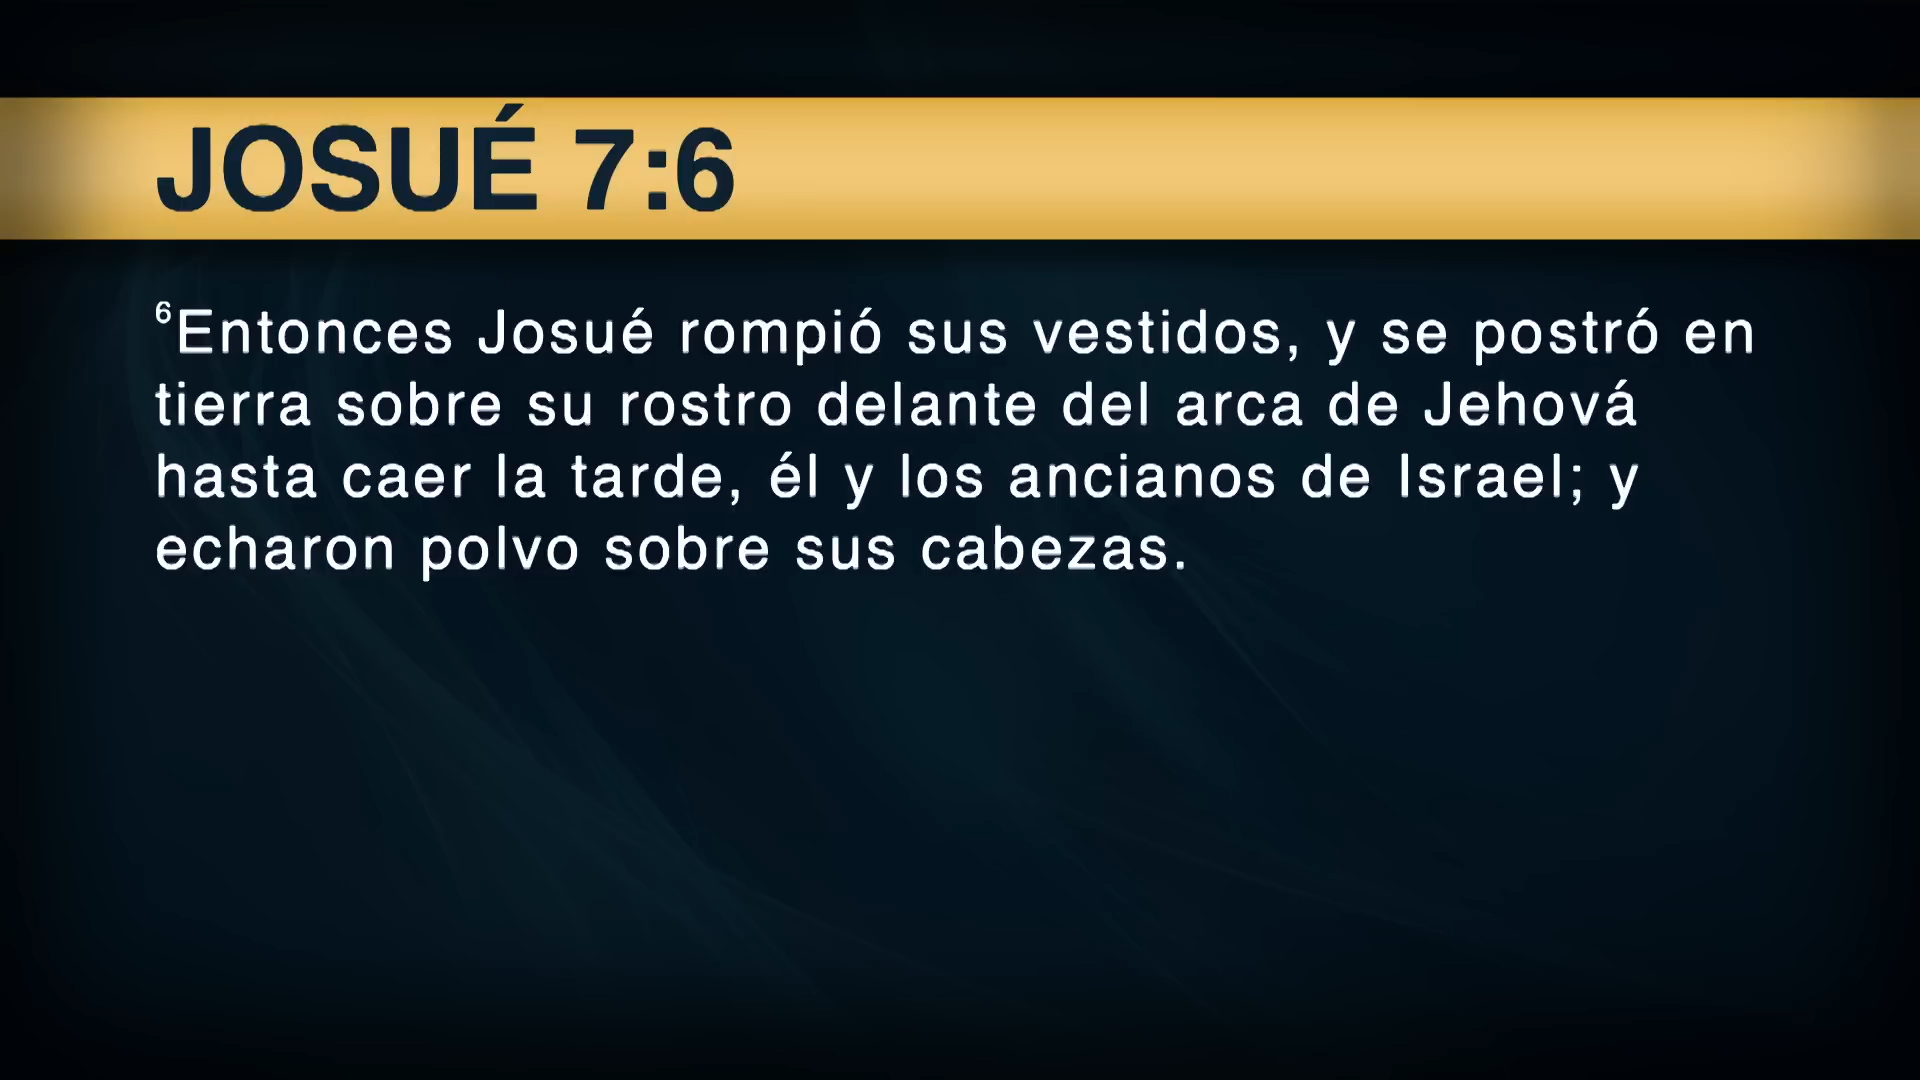 JOSUÉ 7:6
⁶Entonces Josué rompió sus vestidos, y se postró en
tierra sobre su rostro delante del arca de Jehová
hasta caer la tarde, él y los ancianos de Israel; y
echaron polvo sobre sus cabezas.